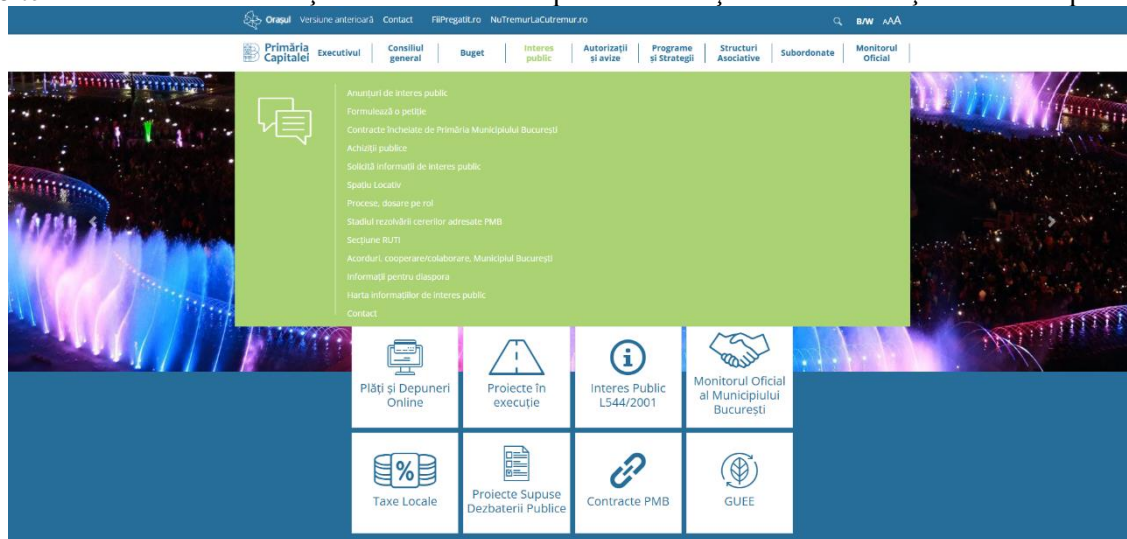 Orașul Versiune anterioară Contact FiiPregatit.ro NuTremurLaCutremur.ro B/W AAA
Primăria Capitalei
Executivul
Consiliul general
Buget
Interes public
Autorizații și avize
Programe și Strategii
Structuri Asociative
Subordonate
Monitorul Oficial
Anunțuri de interes public
Formulează o petiție
Contracte încheiate de Primăria Municipiului București
Achiziții publice
Solicită informații de interes public
Spațiu Locativ
Procese, dosare pe rol
Stadiul rezolvării cererilor adresate PMB
Secțiune RUTI
Acorduri, cooperare/colaborare, Municipiul București
Informații pentru diaspora
Harta informațiilor de interes public
Contact
Plăți și Depuneri
Online
Proiecte în
execuție
Interes Public
L544/2001
Monitorul Oficial
al Municipiului
București
Taxe Locale
Proiecte Supuse
Dezbaterii Publice
Contracte PMB
GUEE